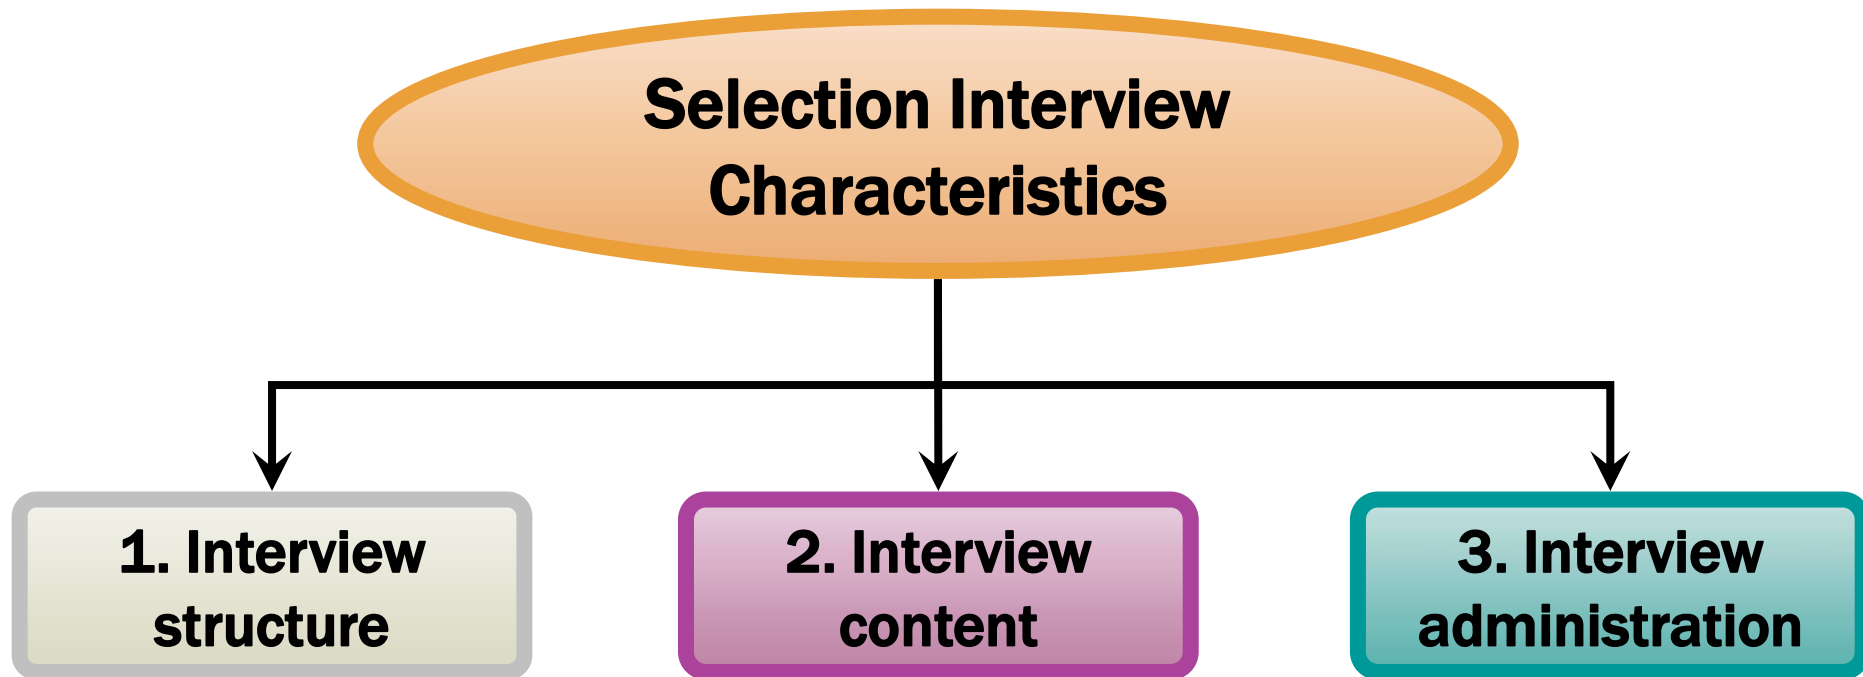 Selection Interview
Characteristics
1. Interview
structure
2. Interview
content
3. Interview
administration